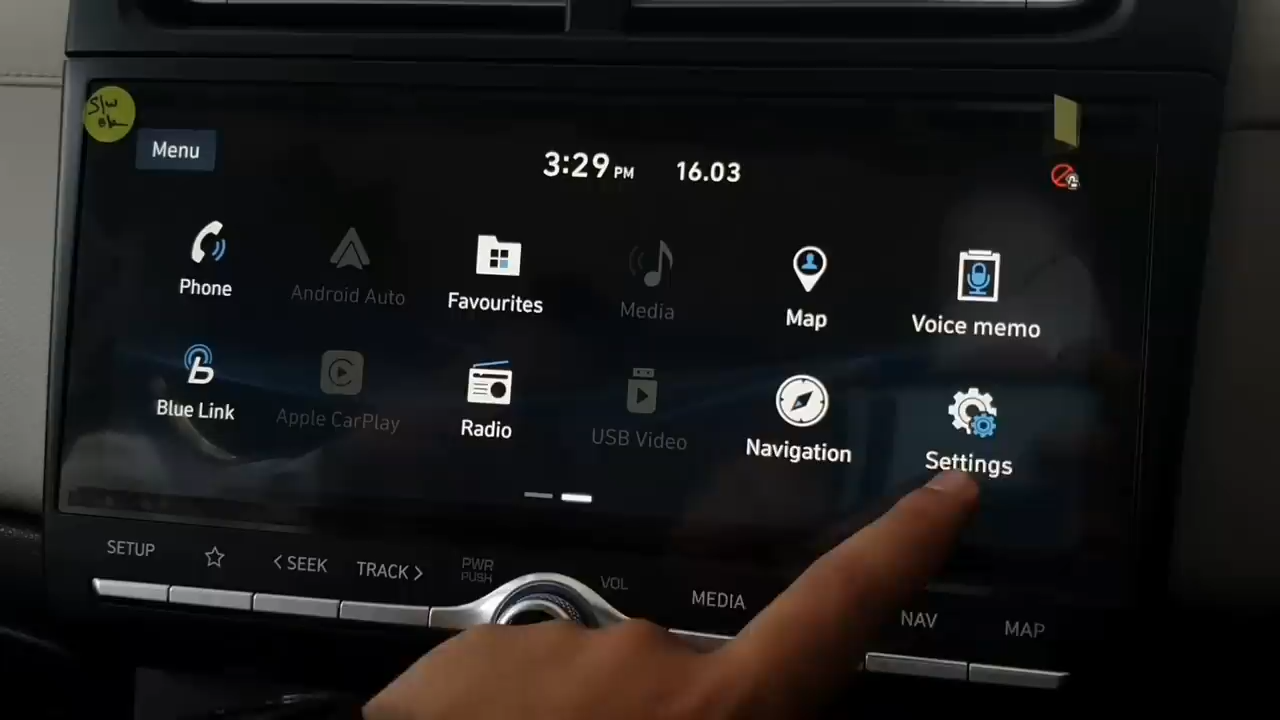 S/W
Menu
3:29 PM 16.03
Phone
Android Auto
Favourites
Media
Map
Voice memo
Blue Link
Apple CarPlay
Radio
USB Video
Navigation
Settings
SETUP
< SEEK
TRACK >
PWR
PUSH
VOL
MEDIA
NAV
MAP